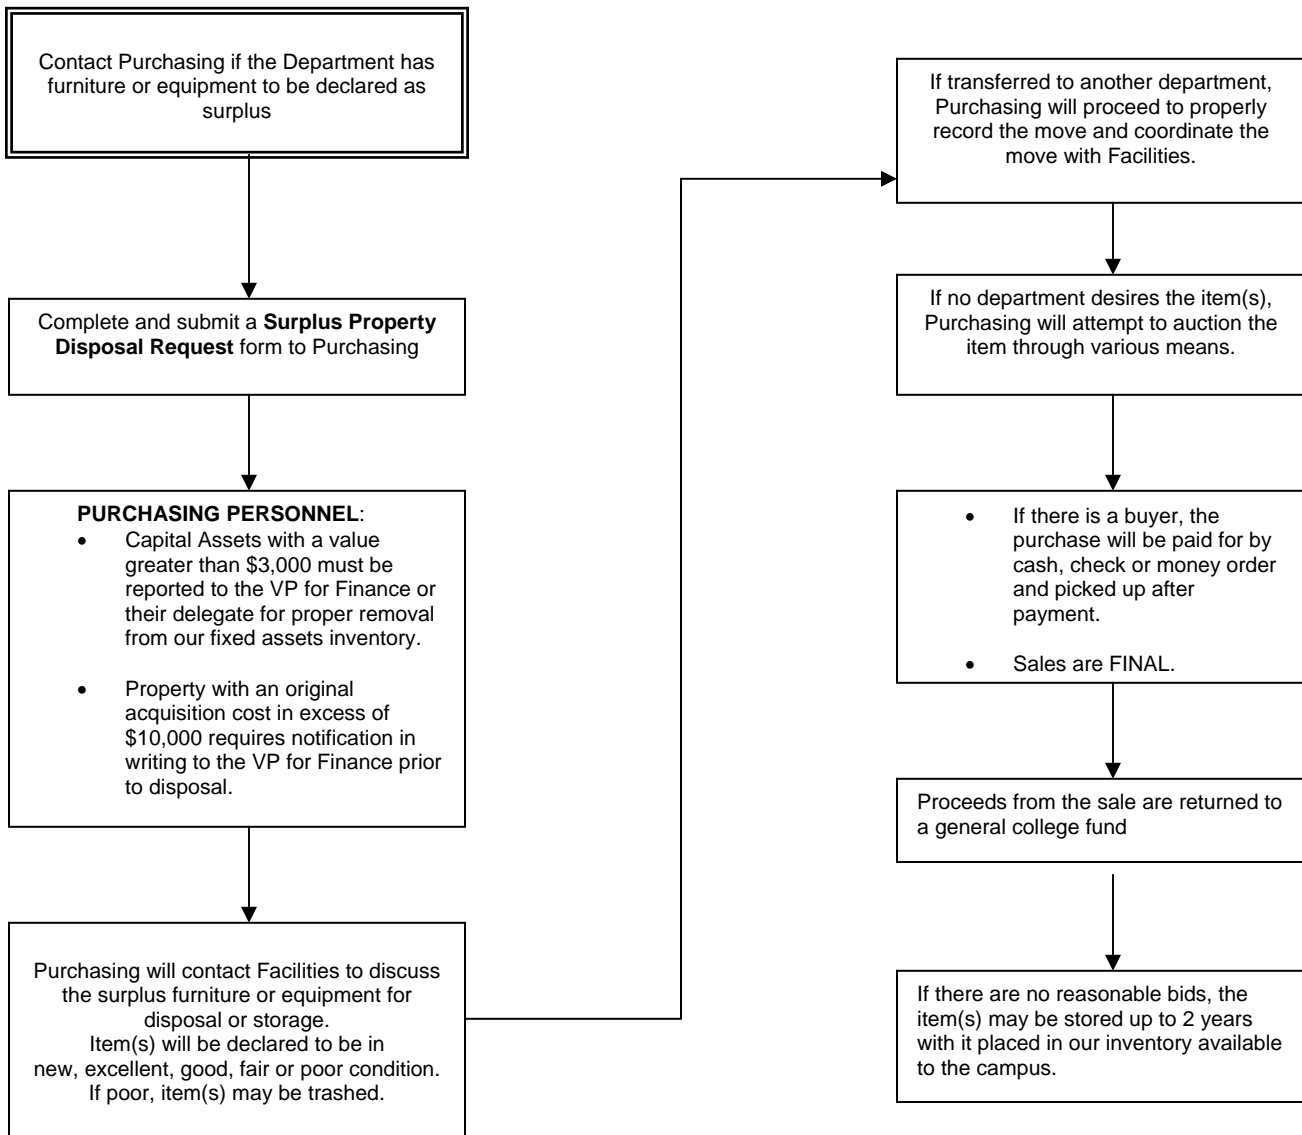 Contact Purchasing if the Department has
furniture or equipment to be declared as
surplus
Complete and submit a Surplus Property
Disposal Request form to Purchasing
PURCHASING PERSONNEL:
• Capital Assets with a value
greater than $3,000 must be
reported to the VP for Finance or
their delegate for proper removal
from our fixed assets inventory.
• Property with an original
acquisition cost in excess of
$10,000 requires notification in
writing to the VP for Finance prior
to disposal.
Purchasing will contact Facilities to discuss
the surplus furniture or equipment for
disposal or storage.
Item(s) will be declared to be in
new, excellent, good, fair or poor condition.
If poor, item(s) may be trashed.
If transferred to another department,
Purchasing will proceed to properly
record the move and coordinate the
move with Facilities.
If no department desires the item(s),
Purchasing will attempt to auction the
item through various means.
• If there is a buyer, the
purchase will be paid for by
cash, check or money order
and picked up after
payment.
• Sales are FINAL.
Proceeds from the sale are returned to
a general college fund
If there are no reasonable bids, the
item(s) may be stored up to 2 years
with it placed in our inventory available
to the campus.